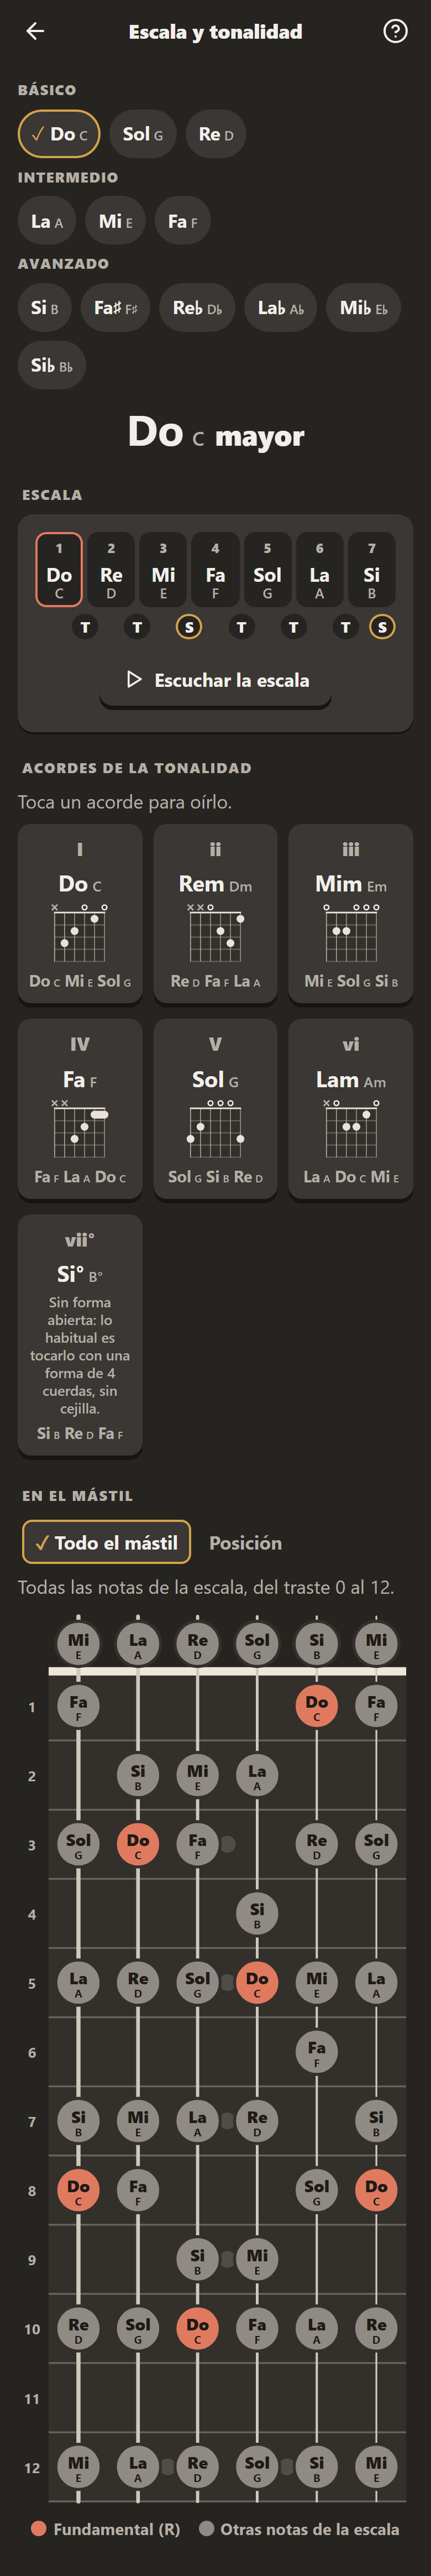 Escala y tonalidad
BÁSICO
✓ Do C Sol G Re D
INTERMEDIO
La A Mi E Fa F
AVANZADO
Si B Fa♯ F♯ Re♭ D♭ La♭ A♭ Mi♭ E♭
Si♭ B♭
Do C mayor
ESCALA
1 2 3 4 5 6 7
Do Re Mi Fa Sol La Si
C D E F G A B
T T S T T T S
Escuchar la escala
ACORDES DE LA TONALIDAD
Toca un acorde para oírlo.
I ii iii
Do C Rem Dm Mim Em
× ××
Do C Mi E Sol G Re D Fa F La A Mi E Sol G Si B
IV V vi
Fa F Sol G Lam Am
×× ×
Fa F La A Do C Sol G Si B Re D La A Do C Mi E
vii°
Si° B°
Sin forma
abierta: lo
habitual es
tocarlo con una
forma de 4
cuerdas, sin
cejilla.
Si B Re D Fa F
EN EL MÁSTIL
✓ Todo el mástil Posición
Todas las notas de la escala, del traste 0 al 12.
Mi La Re Sol Si Mi
E A D G B E
1 Fa Do Fa
F C F
2 Si Mi La
B E A
3 Sol Do Fa Re Sol
G C F D G
4 Si
B
5 La Re Sol Do Mi La
A D G C E A
6 Fa
F
7 Si Mi La Re Si
B E A D B
8 Do Fa Sol Do
C F G C
9 Si Mi
B E
10 Re Sol Do Fa La Re
D G C F A D
11
12 Mi La Re Sol Si Mi
E A D G B E
Fundamental (R) Otras notas de la escala